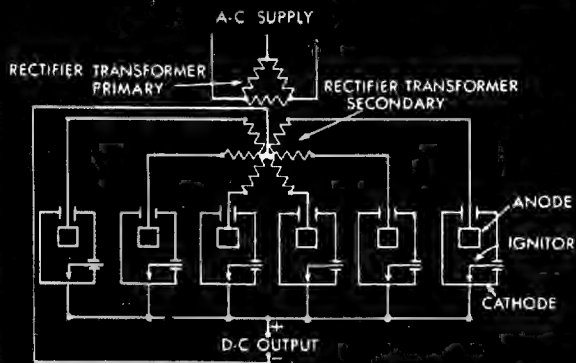 A-C SUPPLY
RECTIFIER TRANSFORMER
PRIMARY
RECTIFIER TRANSFORMER
SECONDARY
ANODE
IGNITOR
CATHODE
+
D-C OUTPUT
-